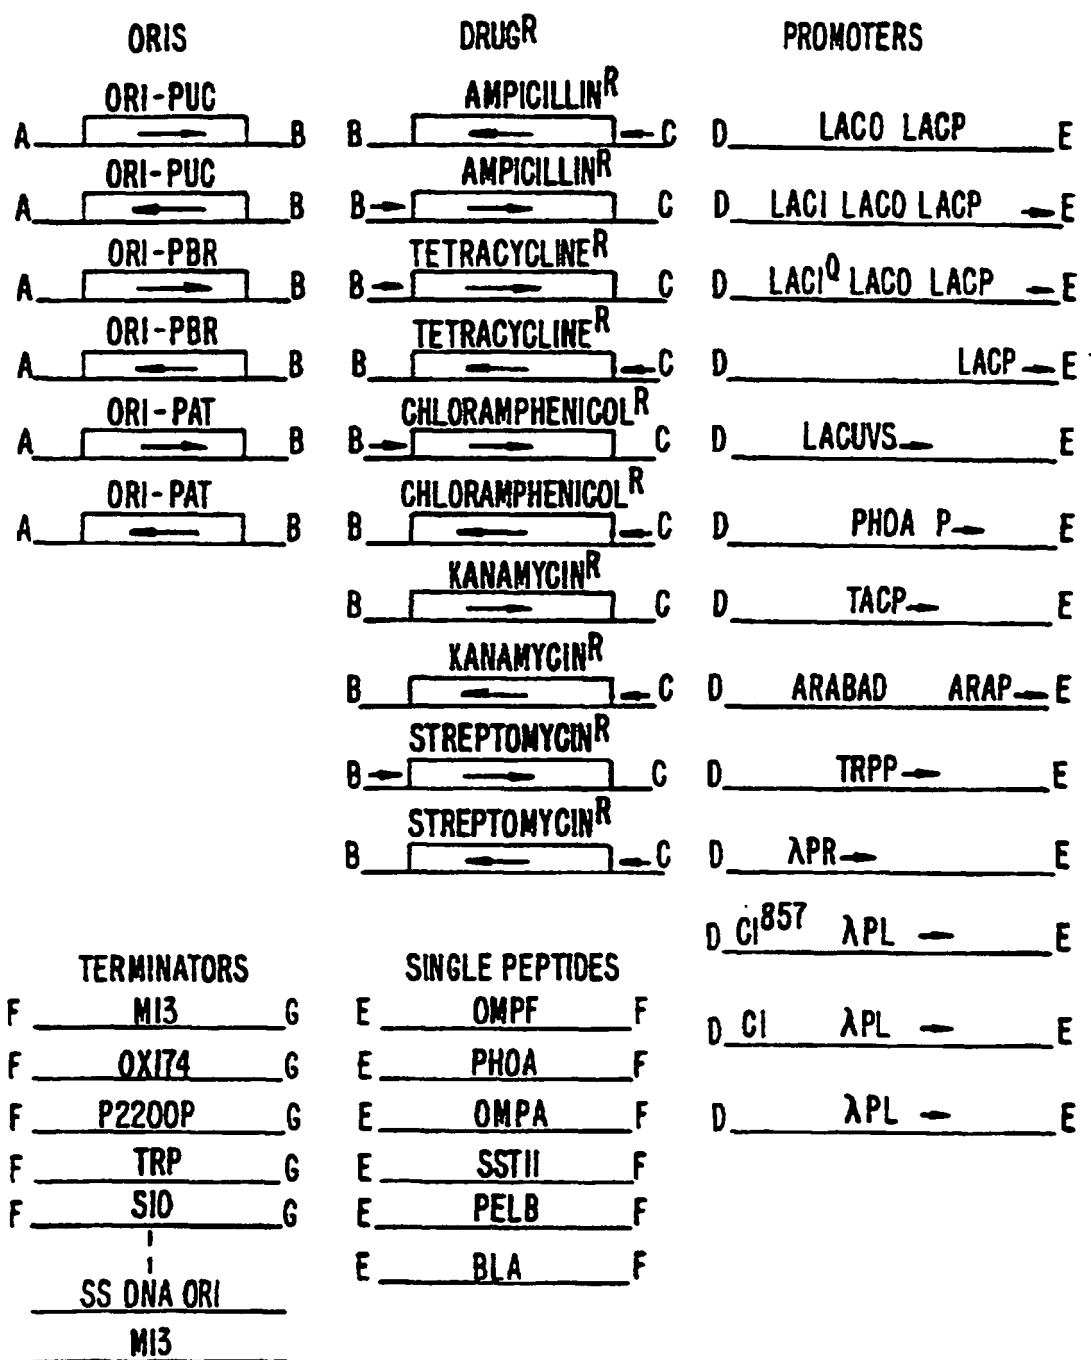 ORIS
ORI-PUC
A B
ORI-PUC
A B
ORI-PBR
A B
ORI-PBR
A B
ORI-PAT
A B
ORI-PAT
A B
DRUGR
AMPICILLINR
B C
AMPICILLINR
B C
TETRACYCLINER
B C
TETRACYCLINER
B C
CHLORAMPHENICOLR
B C
CHLORAMPHENICOLR
B C
KANAMYCINR
B C
KANAMYCINR
B C
STREPTOMYCINR
B C
STREPTOMYCINR
B C
PROMOTERS
D LACO LACP E
D LACI LACO LACP E
D LACIQ LACO LACP E
D LACP E
D LACUVS E
D PHOA P E
D TACP E
D ARABAD ARAP E
D TRPP E
D λPR E
D CI857 λPL E
D CI λPL E
D λPL E
TERMINATORS
F M13 G
F OX174 G
F P2200P G
F TRP G
F S10 G
SS DNA ORI
M13
SINGLE PEPTIDES
E OMPF F
E PHOA F
E OMPA F
E SSTII F
E PELB F
E BLA F